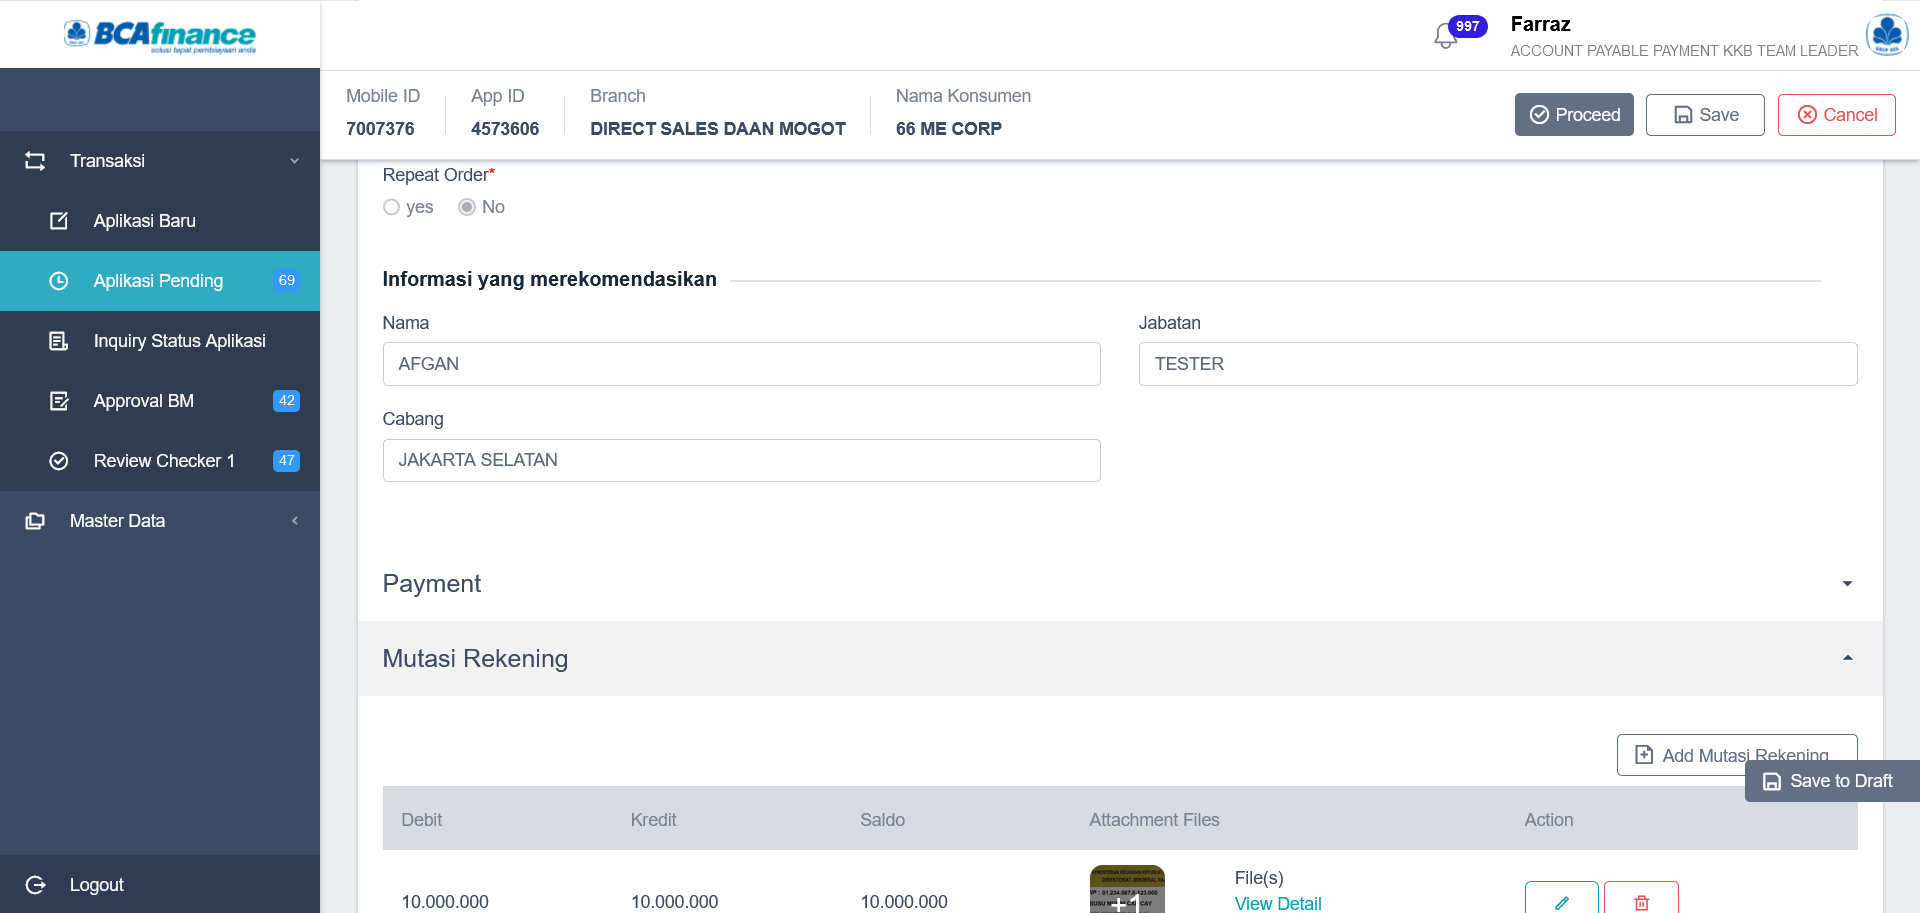 BCAfinance
solusi tepat pembiayaan anda
997
Farraz
ACCOUNT PAYABLE PAYMENT KKB TEAM LEADER
Mobile ID
7007376
App ID
4573606
Branch
DIRECT SALES DAAN MOGOT
Nama Konsumen
66 ME CORP
Proceed
Save
Cancel
Transaksi
Aplikasi Baru
Aplikasi Pending 69
Inquiry Status Aplikasi
Approval BM 42
Review Checker 1 47
Master Data
Logout
Repeat Order*
yes No
Informasi yang merekomendasikan
Nama
AFGAN
Jabatan
TESTER
Cabang
JAKARTA SELATAN
Payment
Mutasi Rekening
Add Mutasi Rekening
Save to Draft
Debit Kredit Saldo Attachment Files Action
10.000.000 10.000.000 10.000.000
DIREKTORAT JENDERAL
+1
File(s)
View Detail